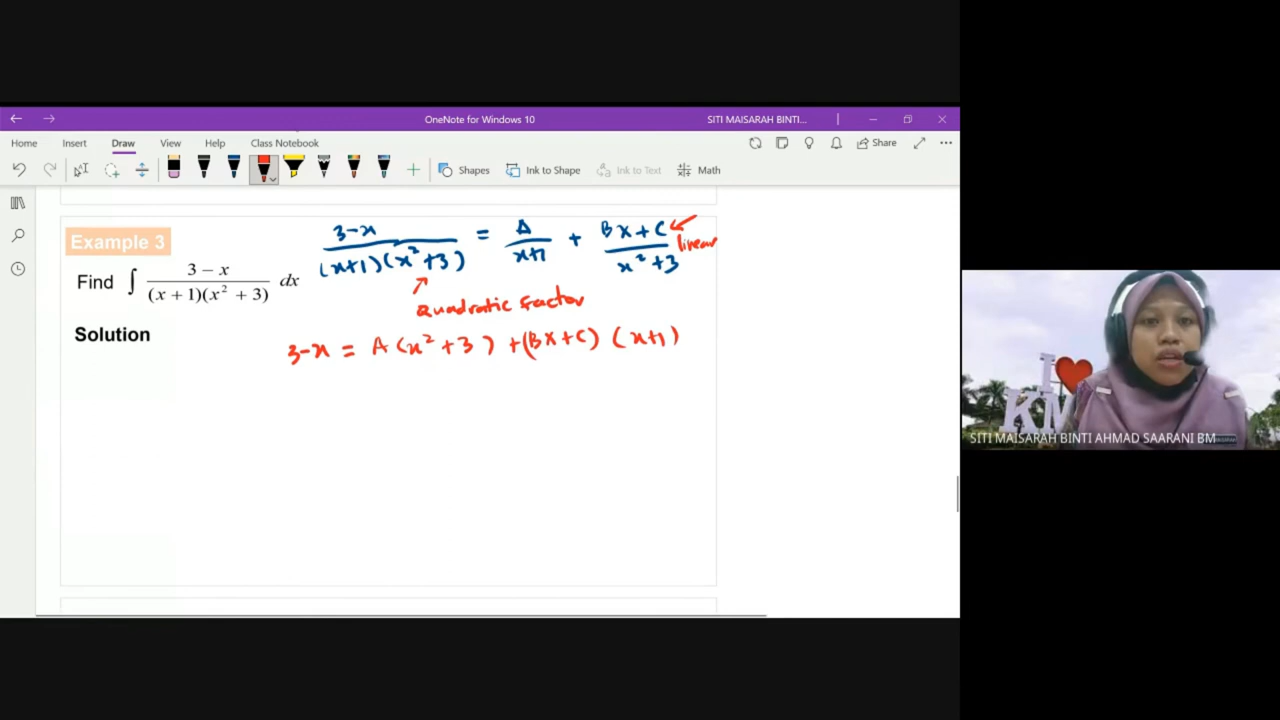 OneNote for Windows 10
SITI MAISARAH BINTI...
Home Insert Draw View Help Class Notebook
Share
Shapes Ink to Shape Ink to Text Math
Example 3
Find ∫ (3 − x) / ((x + 1)(x² + 3)) dx
Solution
(3-x) / ((x+1)(x²+3)) = A / (x+1) + (Bx+C) / (x²+3)
linear
quadratic factor
3-x = A(x²+3) + (Bx+C) (x+1)
I
KM
SITI MAISARAH BINTI AHMAD SAARANI BM